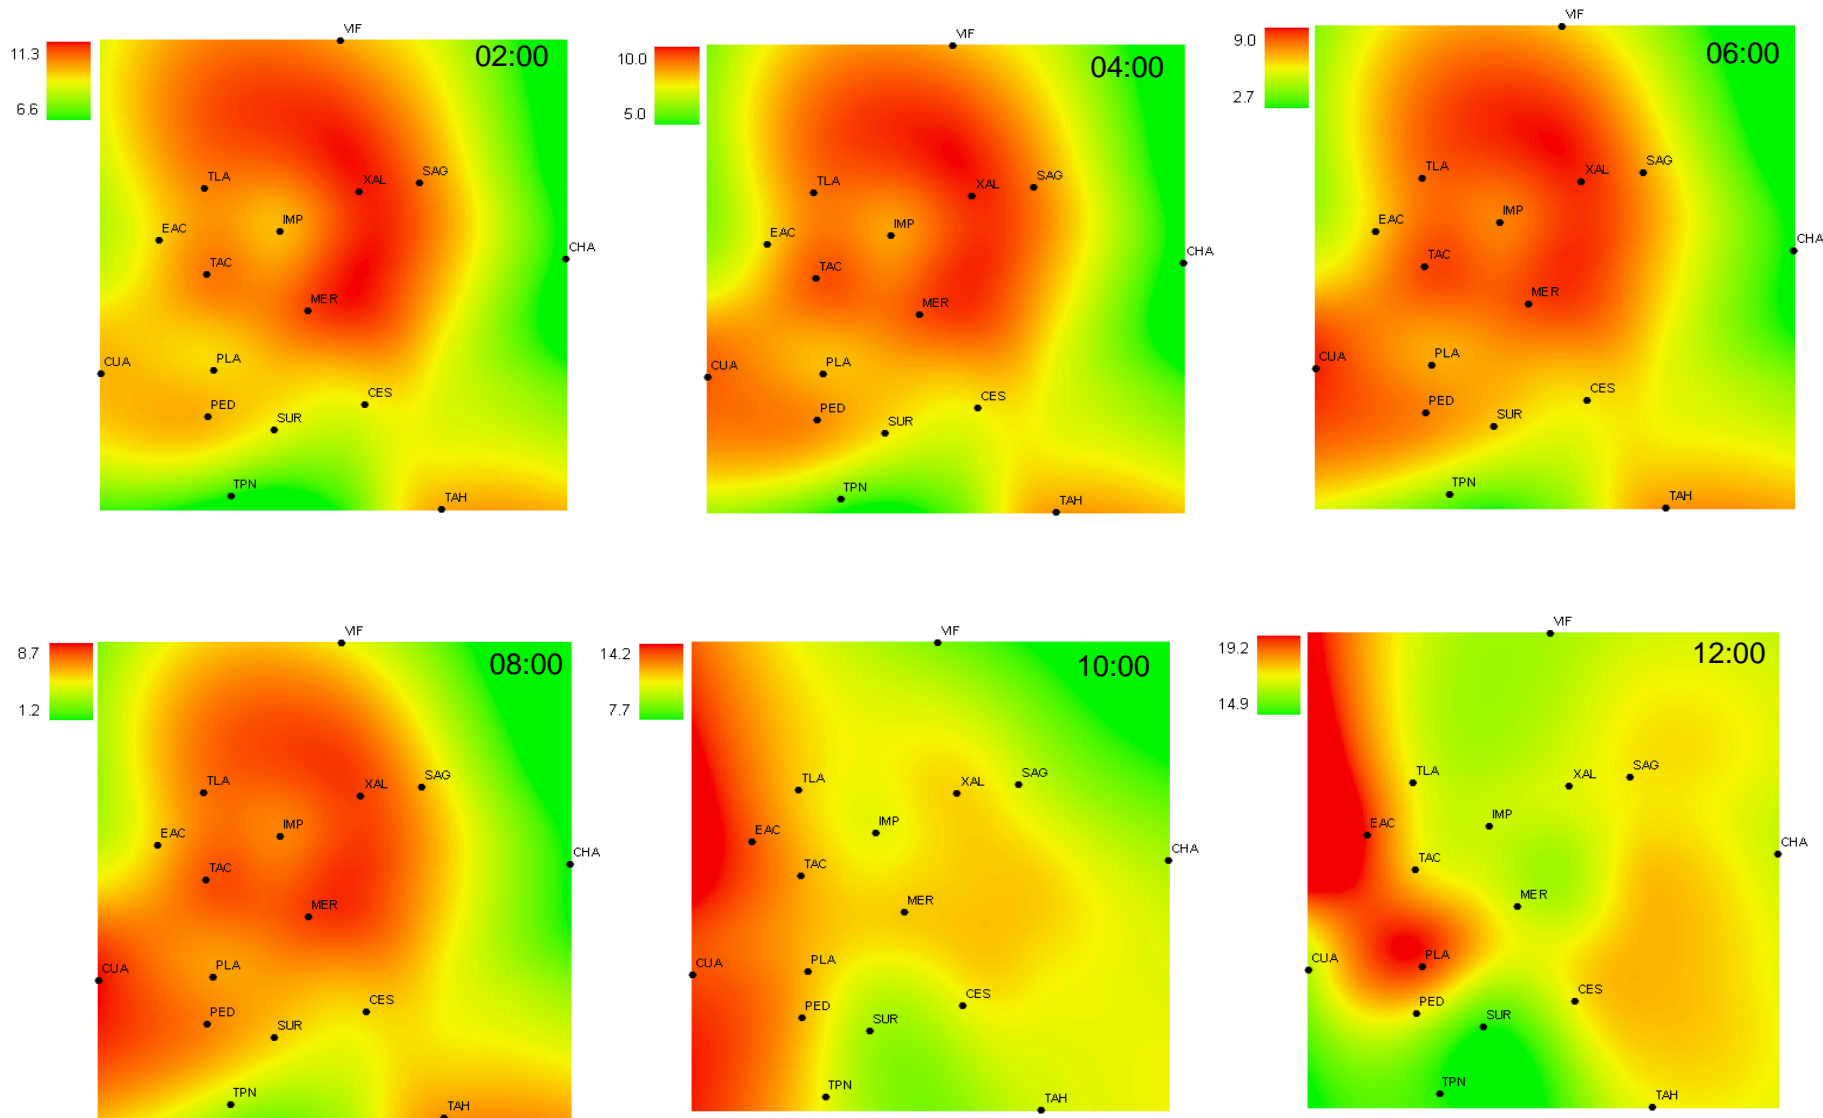 VIF
11.3
02:00
6.6
TLA
XAL
SAG
IMP
EAC
CHA
TAC
MER
CUA
PLA
PED
SUR
CES
TPN
TAH
VIF
10.0
04:00
5.0
TLA
XAL
SAG
IMP
EAC
CHA
TAC
MER
CUA
PLA
PED
SUR
CES
TPN
TAH
VIF
9.0
06:00
2.7
TLA
XAL
SAG
IMP
EAC
CHA
TAC
MER
CUA
PLA
PED
SUR
CES
TPN
TAH
VIF
8.7
08:00
1.2
TLA
XAL
SAG
IMP
EAC
CHA
TAC
MER
CUA
PLA
PED
SUR
CES
TPN
TAH
VIF
14.2
10:00
7.7
TLA
XAL
SAG
IMP
EAC
CHA
TAC
MER
CUA
PLA
PED
SUR
CES
TPN
TAH
VIF
19.2
12:00
14.9
TLA
XAL
SAG
IMP
EAC
CHA
TAC
MER
CUA
PLA
PED
SUR
CES
TPN
TAH